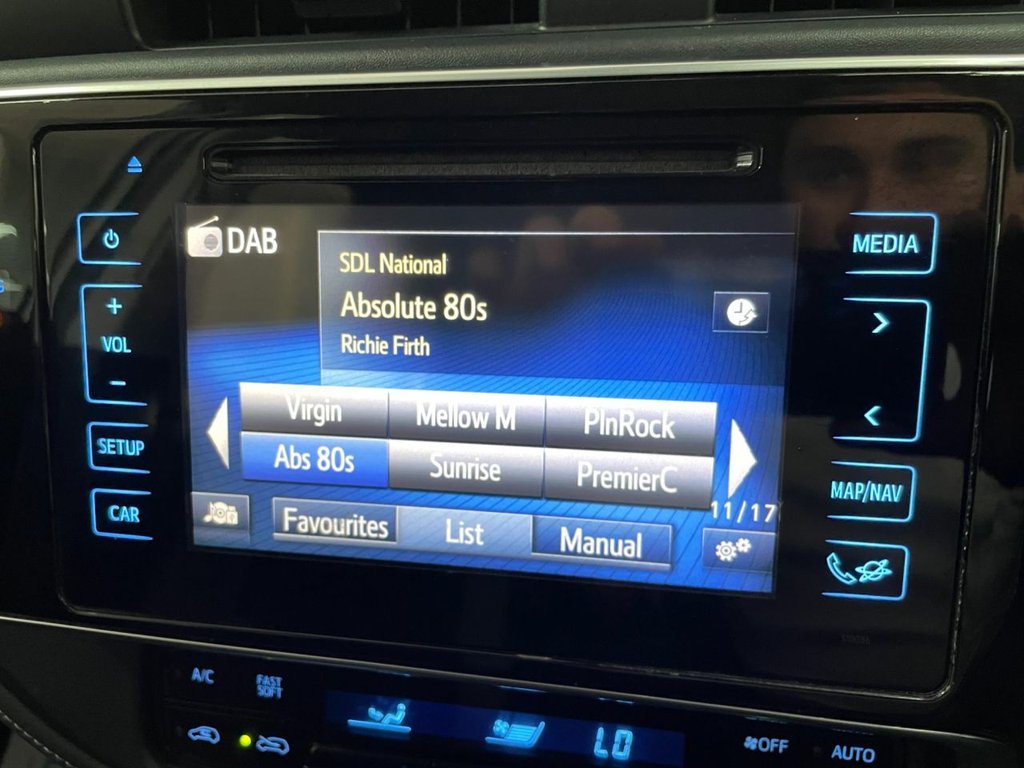 DAB
SDL National
Absolute 80s
Richie Firth
Virgin
Mellow M
PlnRock
Abs 80s
Sunrise
PremierC
11/17
Favourites
List
Manual
+
VOL
-
SETUP
CAR
MEDIA
>
<
MAP/NAV
A/C
FAST
SOFT
LO
OFF
AUTO